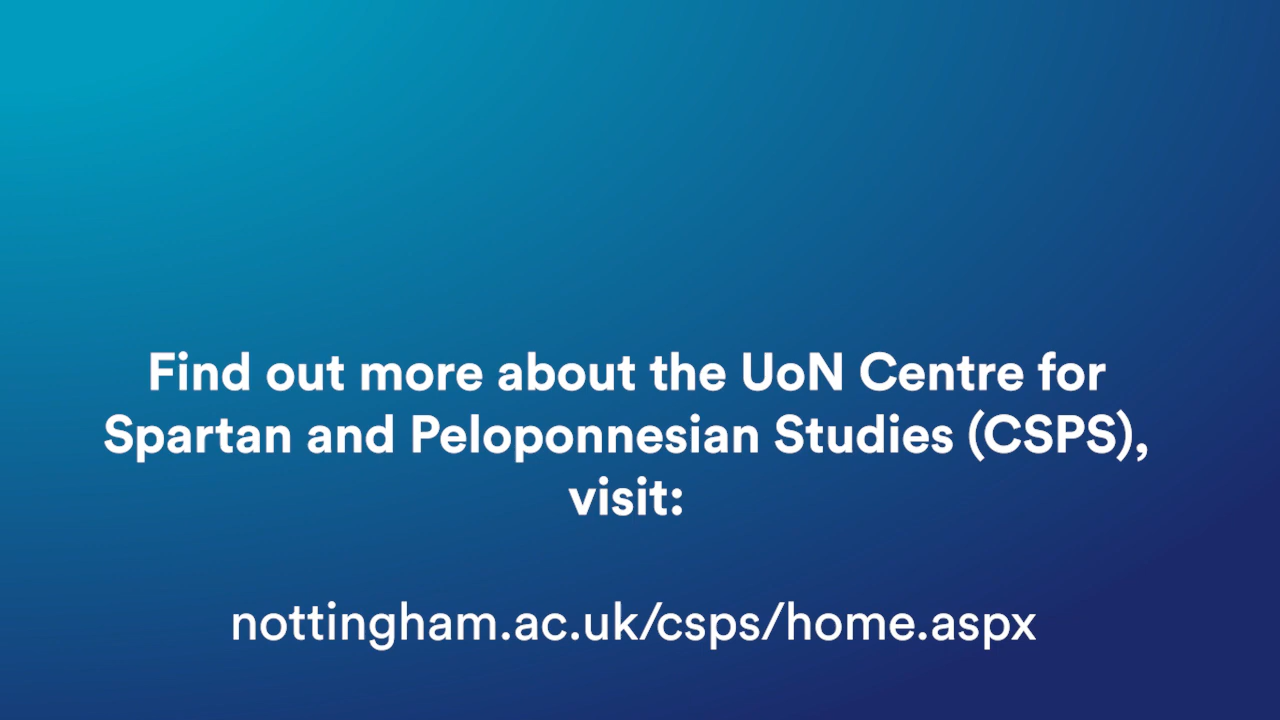 Find out more about the UoN Centre for
Spartan and Peloponnesian Studies (CSPS),
visit:
nottingham.ac.uk/csps/home.aspx